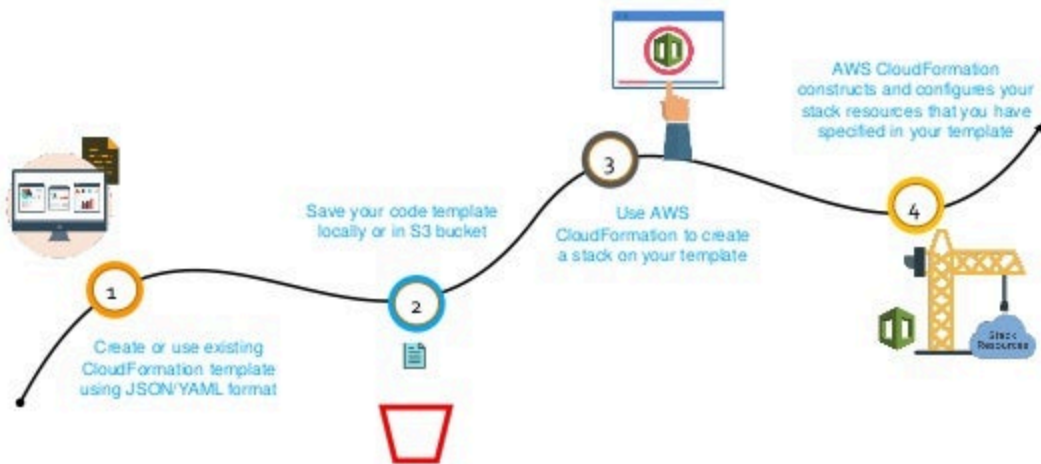 1
Create or use existing
CloudFormation template
using JSON/YAML format
2
Save your code template
locally or in S3 bucket
3
Use AWS
CloudFormation to create
a stack on your template
4
AWS CloudFormation
constructs and configures your
stack resources that you have
specified in your template
Stack
Resources